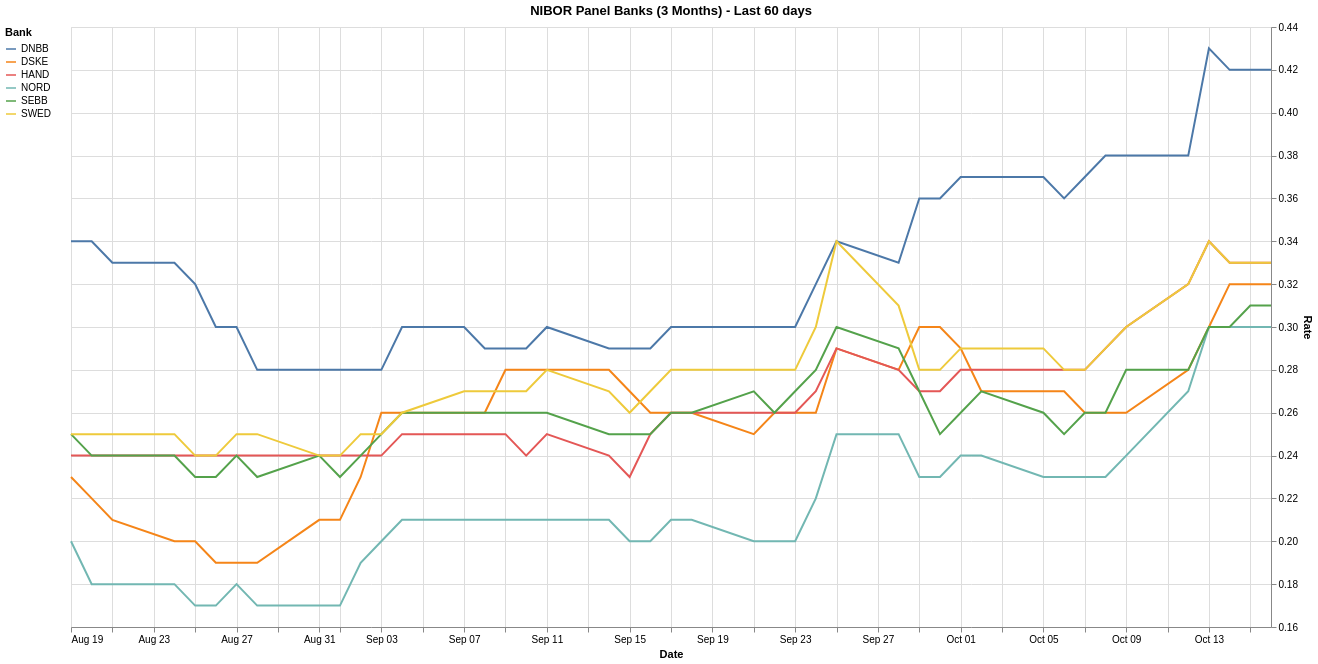 NIBOR Panel Banks (3 Months) - Last 60 days
Bank
DNBB
DSKE
HAND
NORD
SEBB
SWED
0.44
0.42
0.40
0.38
0.36
0.34
0.32
0.30
0.28
0.26
0.24
0.22
0.20
0.18
0.16
Rate
Aug 19 Aug 23 Aug 27 Aug 31 Sep 03 Sep 07 Sep 11 Sep 15 Sep 19 Sep 23 Sep 27 Oct 01 Oct 05 Oct 09 Oct 13
Date